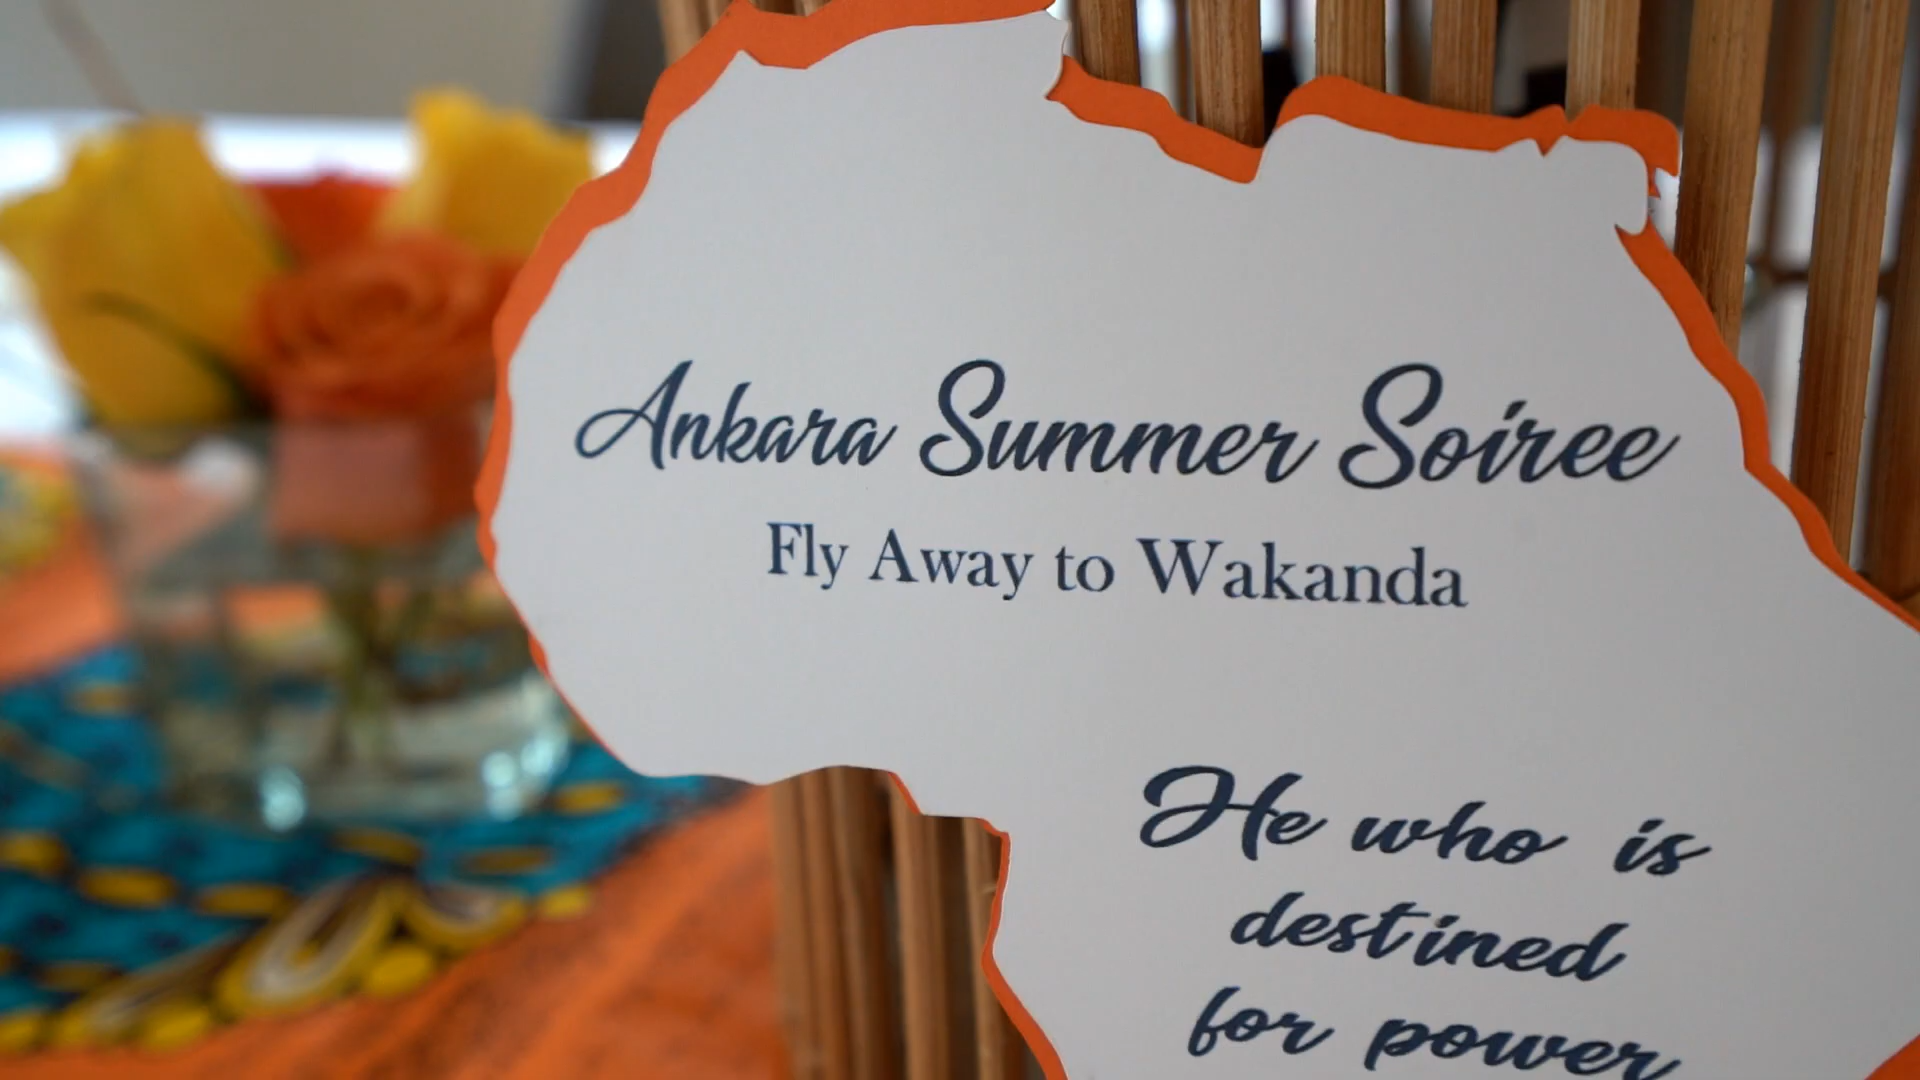 Ankara Summer Soiree
Fly Away to Wakanda
He who is
destined
for power